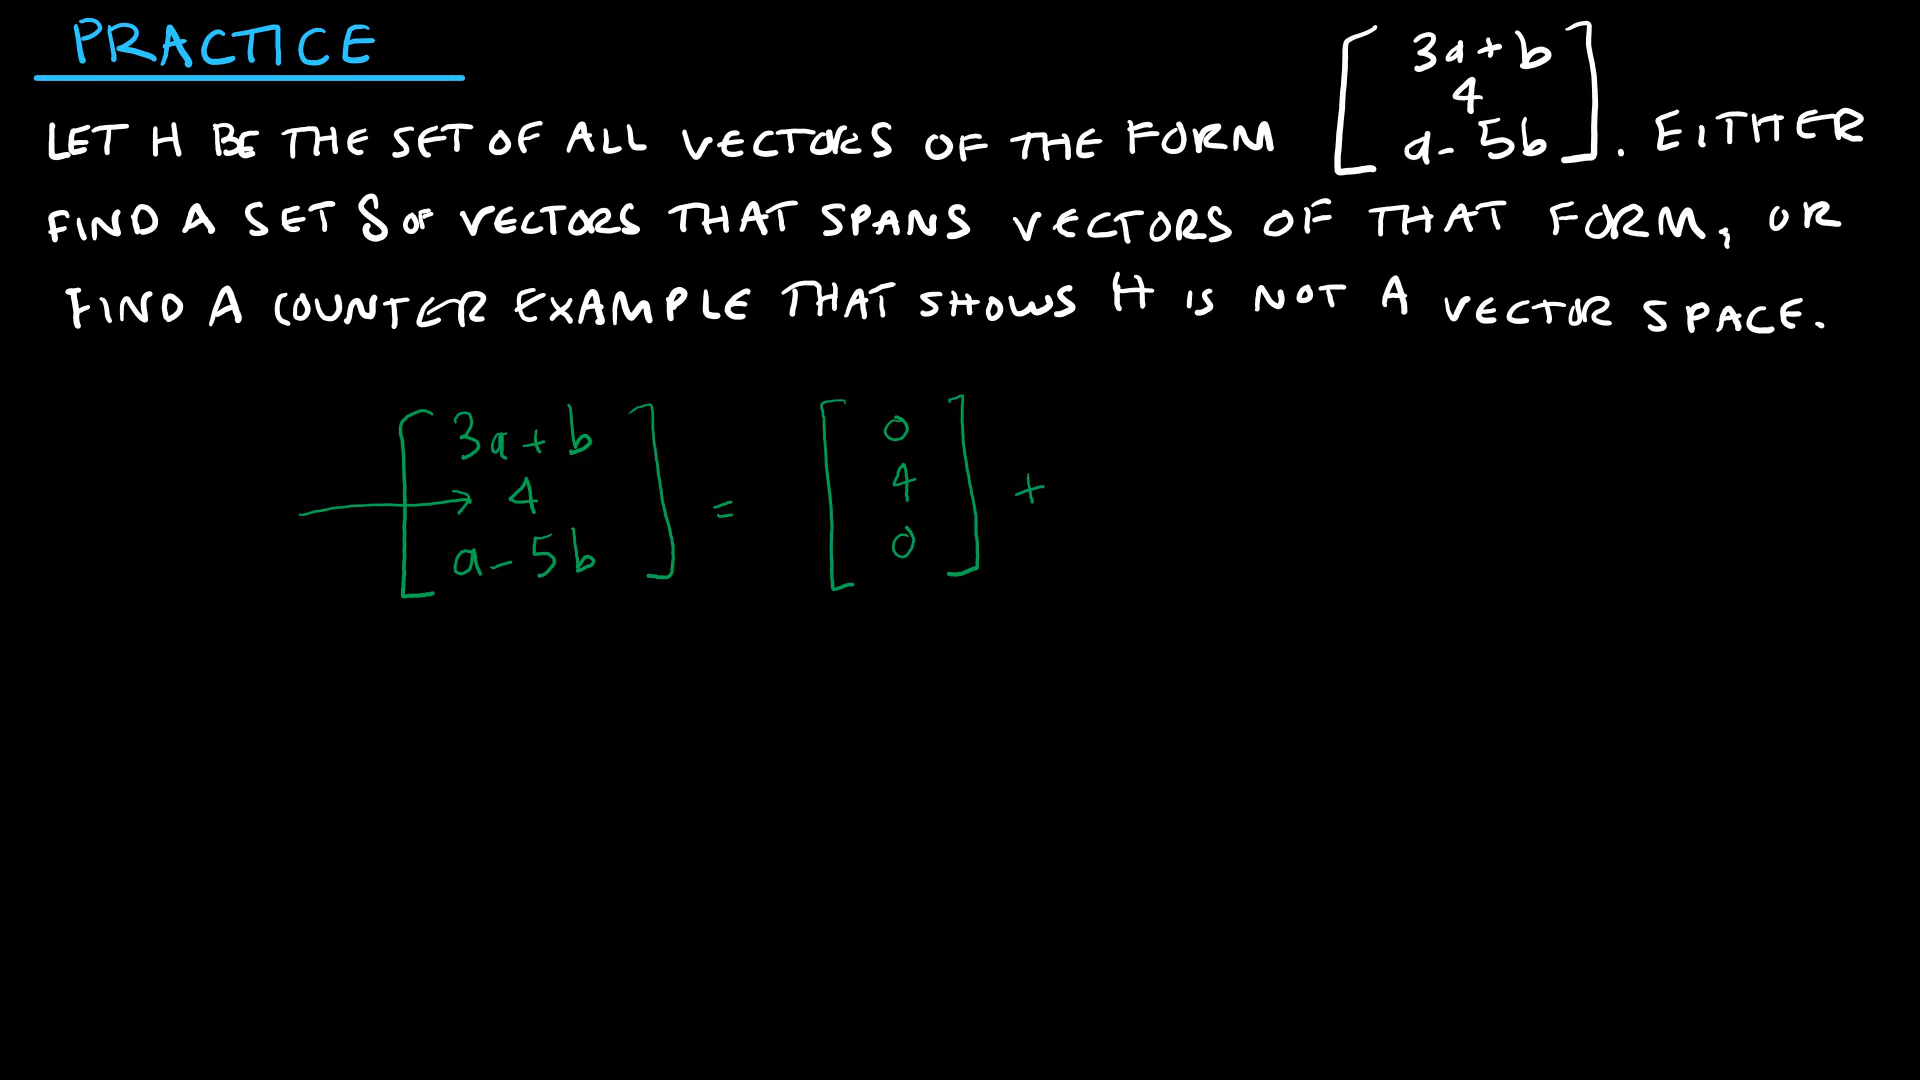 PRACTICE
LET H BE THE SET OF ALL VECTORS OF THE FORM [3a+b 4 a-5b]. EITHER
FIND A SET S OF VECTORS THAT SPANS VECTORS OF THAT FORM, OR
FIND A COUNTER EXAMPLE THAT SHOWS H IS NOT A VECTOR SPACE.
[3a+b → 4 a-5b] = [0 4 0] +